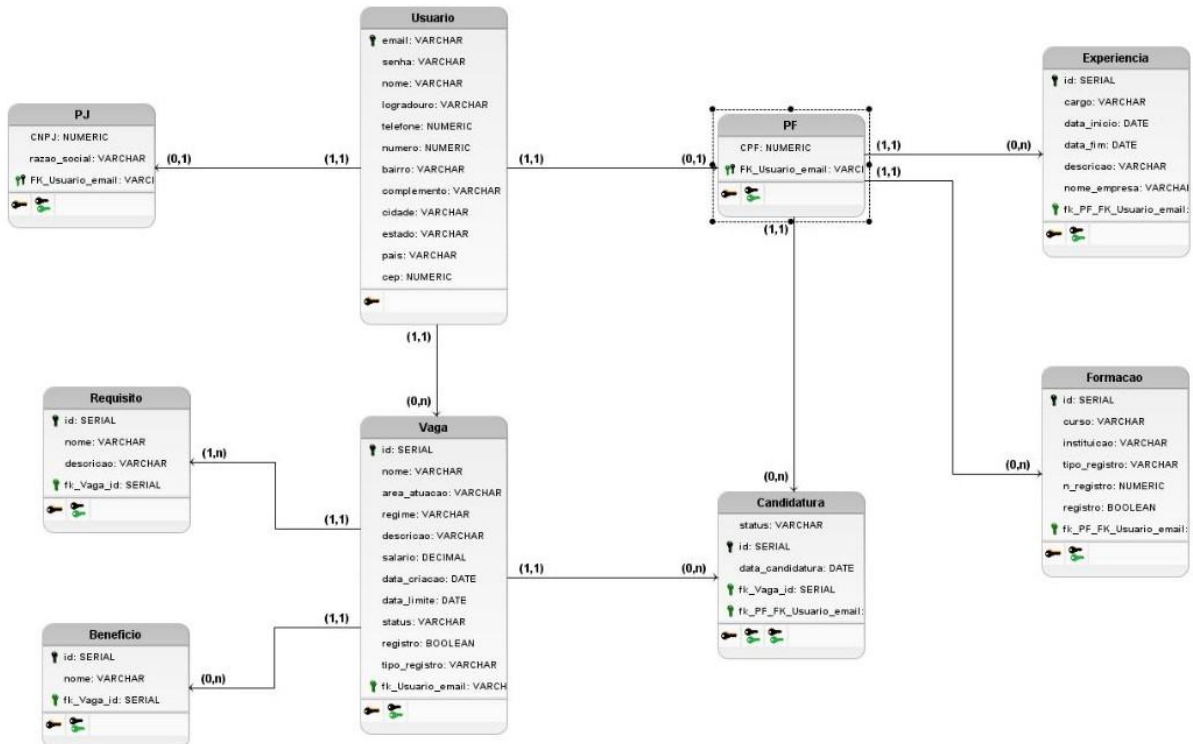 Usuario
email: VARCHAR
senha: VARCHAR
nome: VARCHAR
logradouro: VARCHAR
telefone: NUMERIC
numero: NUMERIC
bairro: VARCHAR
complemento: VARCHAR
cidade: VARCHAR
estado: VARCHAR
pais: VARCHAR
cep: NUMERIC
PJ
CNPJ: NUMERIC
razao_social: VARCHAR
FK_Usuario_email: VARCI
(0,1)
(1,1)
(1,1)
(0,1)
PF
CPF: NUMERIC
FK_Usuario_email: VARCI
(1,1)
(0,n)
(1,1)
(1,1)
Experiencia
id: SERIAL
cargo: VARCHAR
data_inicio: DATE
data_fim: DATE
descricao: VARCHAR
nome_empresa: VARCHAI
fk_PF_FK_Usuario_email:
(1,1)
(0,n)
Requisito
id: SERIAL
nome: VARCHAR
descricao: VARCHAR
fk_Vaga_id: SERIAL
(1,n)
(1,1)
Vaga
id: SERIAL
nome: VARCHAR
area_atuacao: VARCHAR
regime: VARCHAR
descricao: VARCHAR
salario: DECIMAL
data_criacao: DATE
data_limite: DATE
status: VARCHAR
registro: BOOLEAN
tipo_registro: VARCHAR
fk_Usuario_email: VARCH
(1,1)
(0,n)
(0,n)
Candidatura
status: VARCHAR
id: SERIAL
data_candidatura: DATE
fk_Vaga_id: SERIAL
fk_PF_FK_Usuario_email:
(0,n)
Formacao
id: SERIAL
curso: VARCHAR
instituicao: VARCHAR
tipo_registro: VARCHAR
n_registro: NUMERIC
registro: BOOLEAN
fk_PF_FK_Usuario_email:
(1,1)
(0,n)
Beneficio
id: SERIAL
nome: VARCHAR
fk_Vaga_id: SERIAL